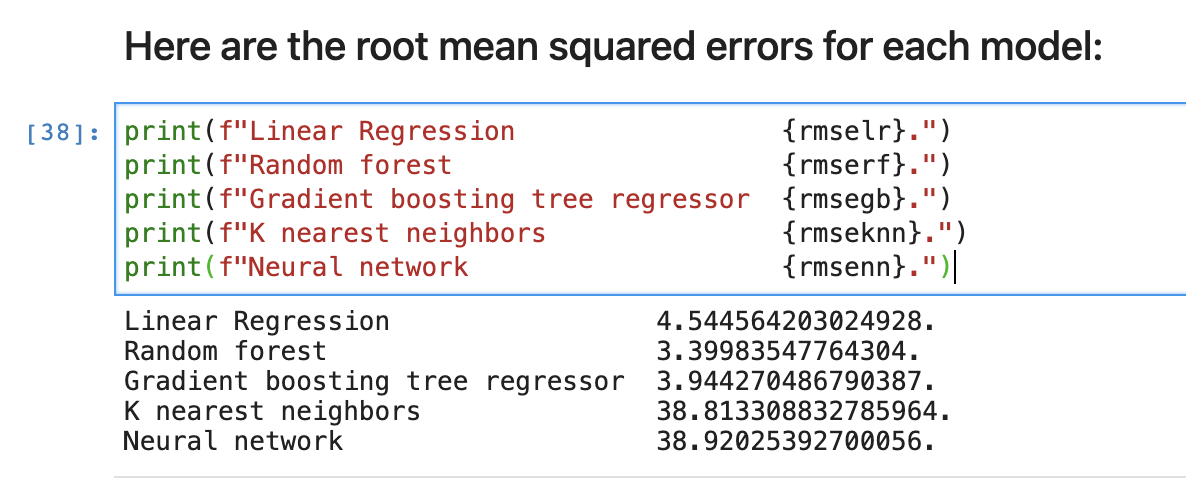 Here are the root mean squared errors for each model:
[38]: print(f"Linear Regression                 {rmselr}.")
print(f"Random forest                     {rmserf}.")
print(f"Gradient boosting tree regressor  {rmsegb}.")
print(f"K nearest neighbors               {rmseknn}.")
print(f"Neural network                    {rmsenn}.")
Linear Regression                 4.544564203024928.
Random forest                     3.39983547764304.
Gradient boosting tree regressor  3.944270486790387.
K nearest neighbors               38.813308832785964.
Neural network                    38.92025392700056.